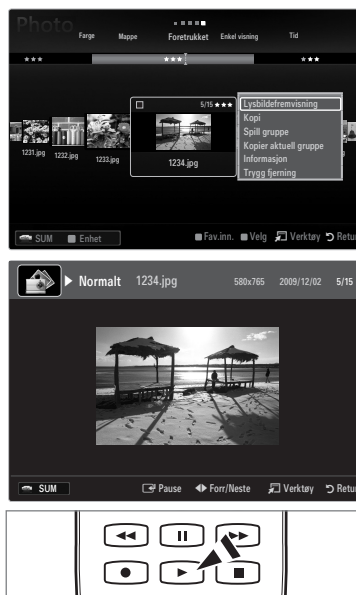 Photo
Farge Mappe Foretrukket Enkel visning Tid
★★★ ★★★ ★★★
5/15 ★★★
Lysbildefremvisning
Kopi
Spill gruppe
Kopier aktuell gruppe
Informasjon
Trygg fjerning
1231.jpg 1232.jpg 1233.jpg 1234.jpg
SUM Enhet Fav.inn. Velg Verktøy Retu
Normalt 1234.jpg 580x765 2009/12/02 5/15
SUM Pause Forr/Neste Verktøy Retu